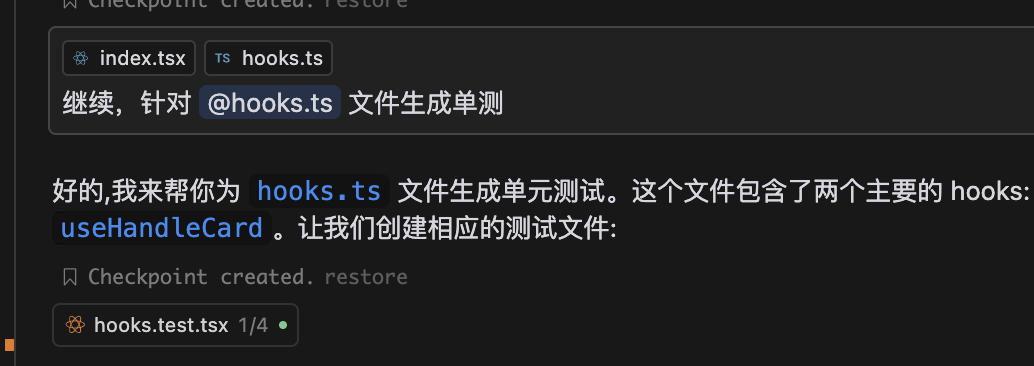 Checkpoint created. restore
index.tsx TS hooks.ts
继续，针对 @hooks.ts 文件生成单测
好的,我来帮你为 hooks.ts 文件生成单元测试。这个文件包含了两个主要的 hooks:
useHandleCard 。让我们创建相应的测试文件:
Checkpoint created. restore
hooks.test.tsx 1/4